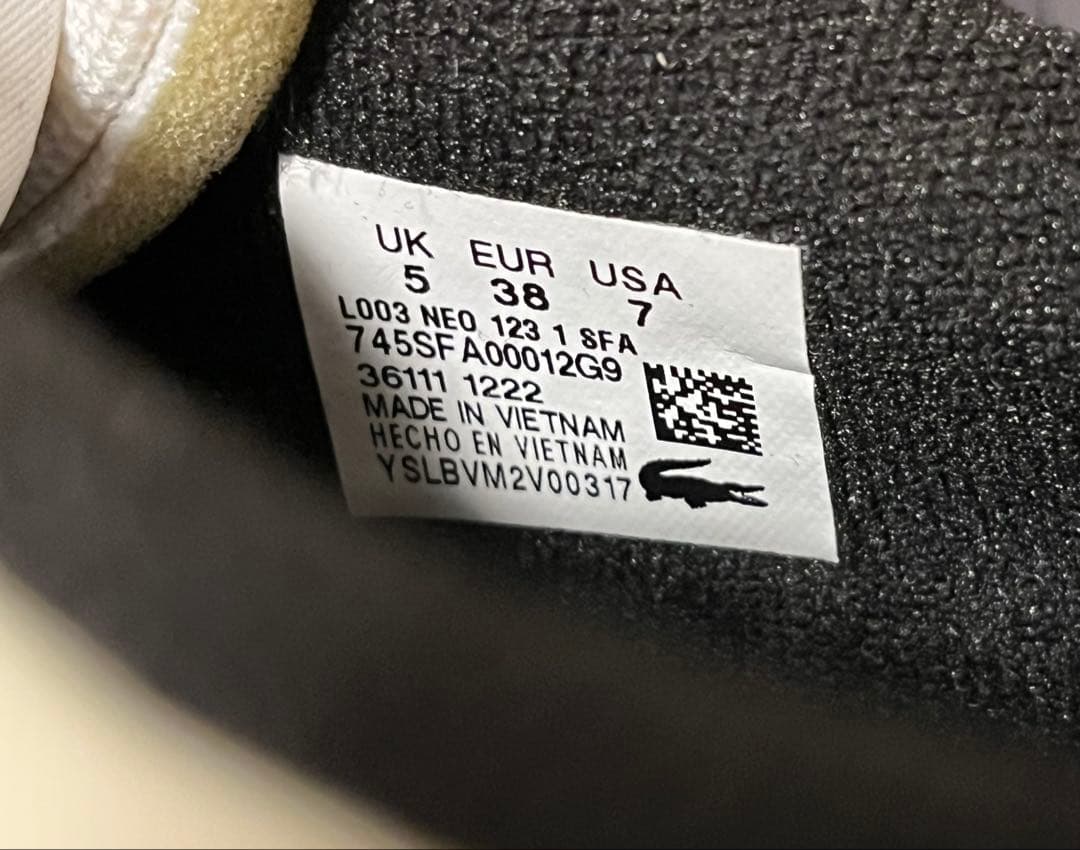 UK EUR USA
5 38 7
L003 NEO 123 1 SFA
745SFA00012G9
36111 1222
MADE IN VIETNAM
HECHO EN VIETNAM
YSLBVM2V00317